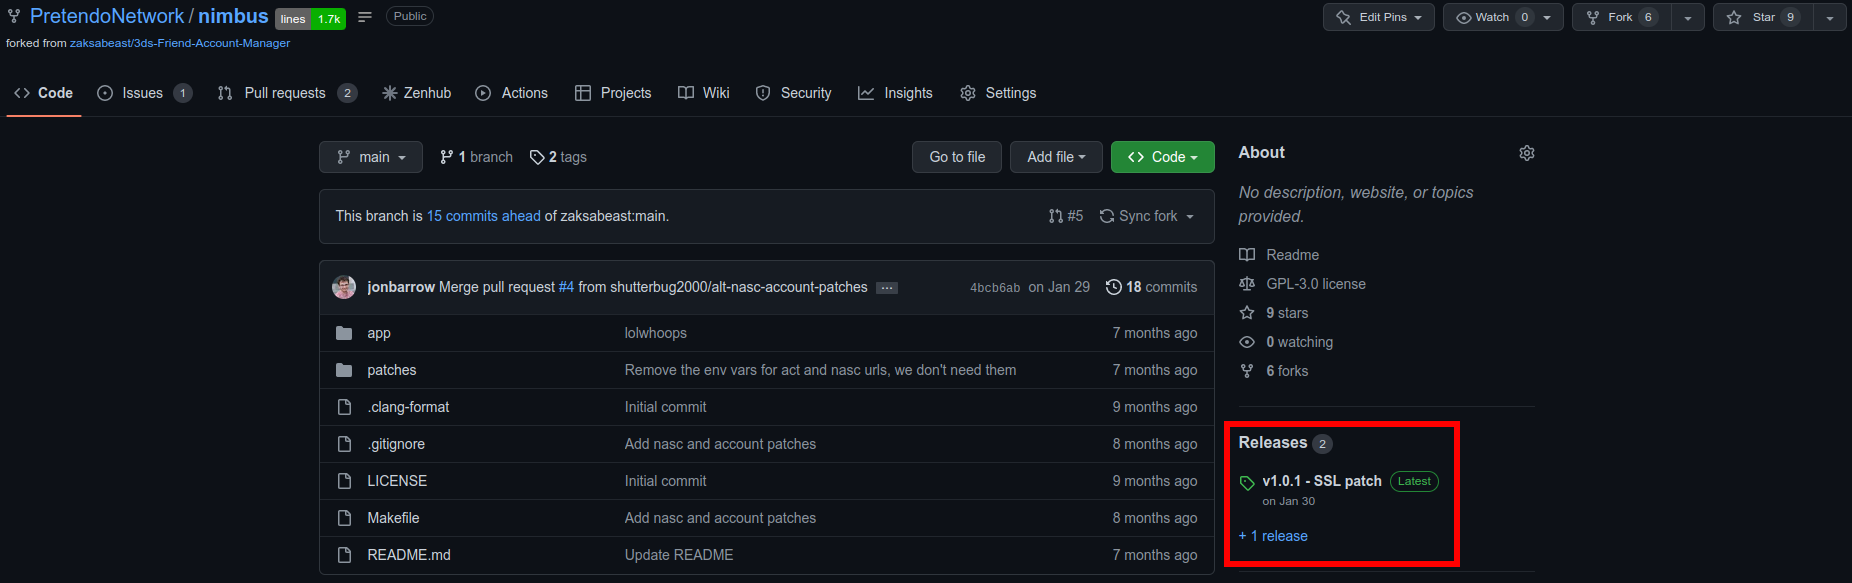 PretendoNetwork / nimbus lines 1.7k Public Edit Pins Watch 0 Fork 6 Star 9
forked from zaksabeast/3ds-Friend-Account-Manager
Code Issues 1 Pull requests 2 Zenhub Actions Projects Wiki Security Insights Settings
main 1 branch 2 tags Go to file Add file Code
This branch is 15 commits ahead of zaksabeast:main. #5 Sync fork
jonbarrow Merge pull request #4 from shutterbug2000/alt-nasc-account-patches ... 4bcb6ab on Jan 29 18 commits
app lolwhoops 7 months ago
patches Remove the env vars for act and nasc urls, we don't need them 7 months ago
.clang-format Initial commit 9 months ago
.gitignore Add nasc and account patches 8 months ago
LICENSE Initial commit 9 months ago
Makefile Add nasc and account patches 8 months ago
README.md Update README 7 months ago
About
No description, website, or topics
provided.
Readme
GPL-3.0 license
9 stars
0 watching
6 forks
Releases 2
v1.0.1 - SSL patch Latest
on Jan 30
+ 1 release